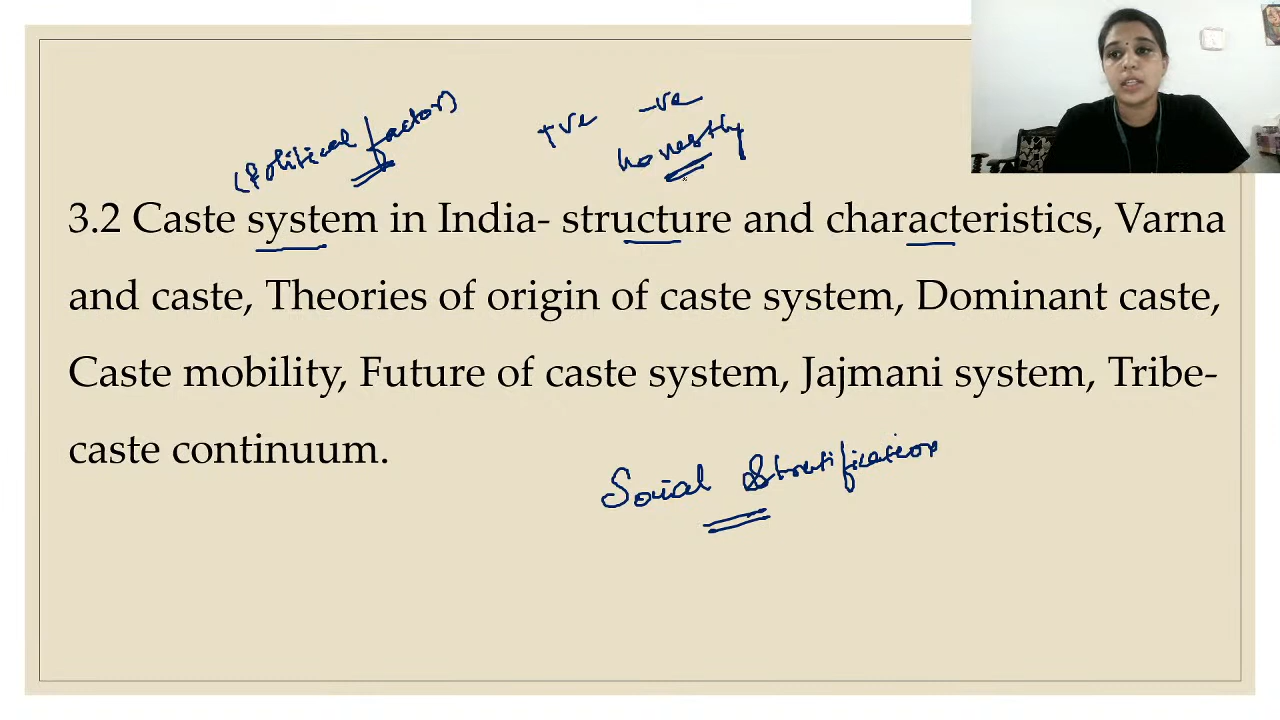 (Political factor)
+ve -ve
honestly
3.2 Caste system in India- structure and characteristics, Varna
and caste, Theories of origin of caste system, Dominant caste,
Caste mobility, Future of caste system, Jajmani system, Tribe-
caste continuum.
Social Stratification